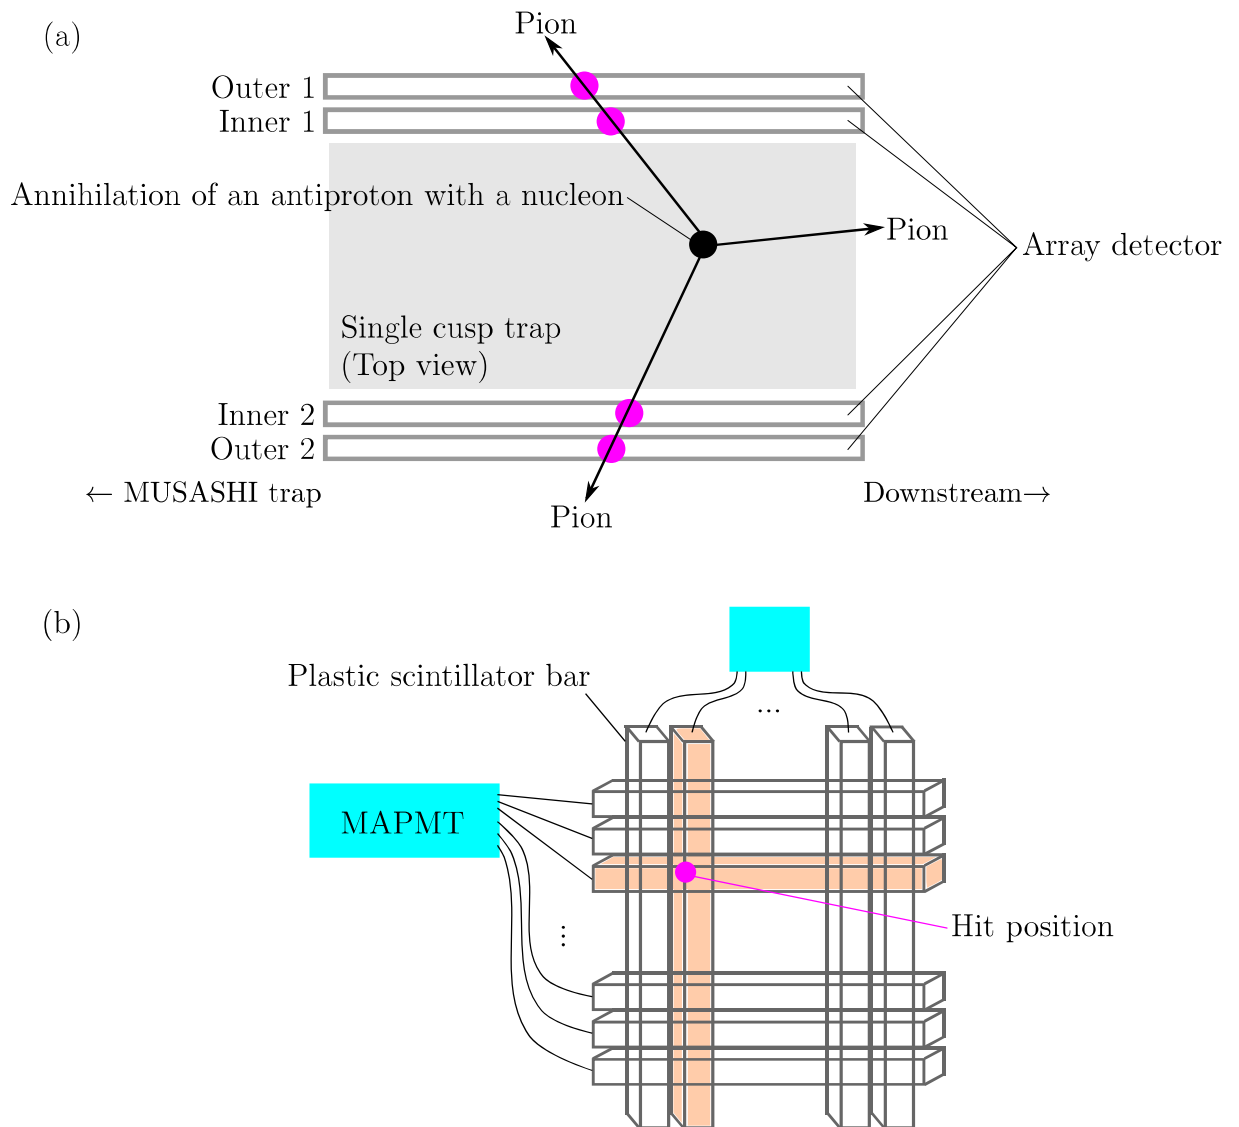 (a)
Pion
Outer 1
Inner 1
Annihilation of an antiproton with a nucleon
Pion
Array detector
Single cusp trap
(Top view)
Inner 2
Outer 2
← MUSASHI trap
Downstream→
Pion
(b)
Plastic scintillator bar
...
MAPMT
...
Hit position